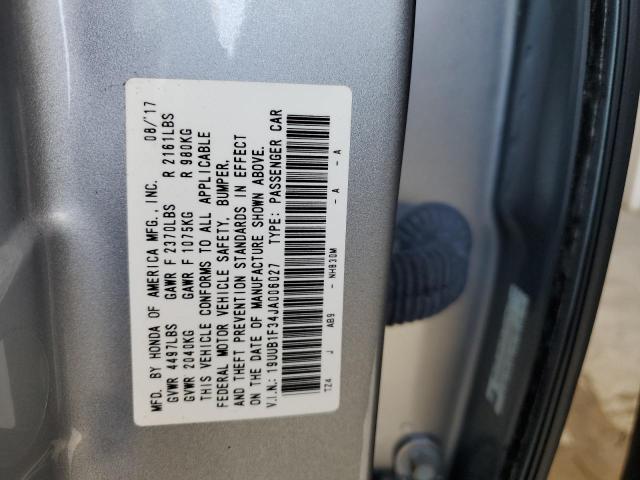 MFD. BY HONDA OF AMERICA MFG., INC. 08/'17
GVWR 4497LBS GAWR F 2370LBS R 2161LBS
GVWR 2040KG GAWR F 1075KG R 980KG
THIS VEHICLE CONFORMS TO ALL APPLICABLE
FEDERAL MOTOR VEHICLE SAFETY, BUMPER,
AND THEFT PREVENTION STANDARDS IN EFFECT
ON THE DATE OF MANUFACTURE SHOWN ABOVE.
V.I.N.: 19UUB1F34JA006027 TYPE: PASSENGER CAR
TZ4 J AB9 - NH830M - A - A